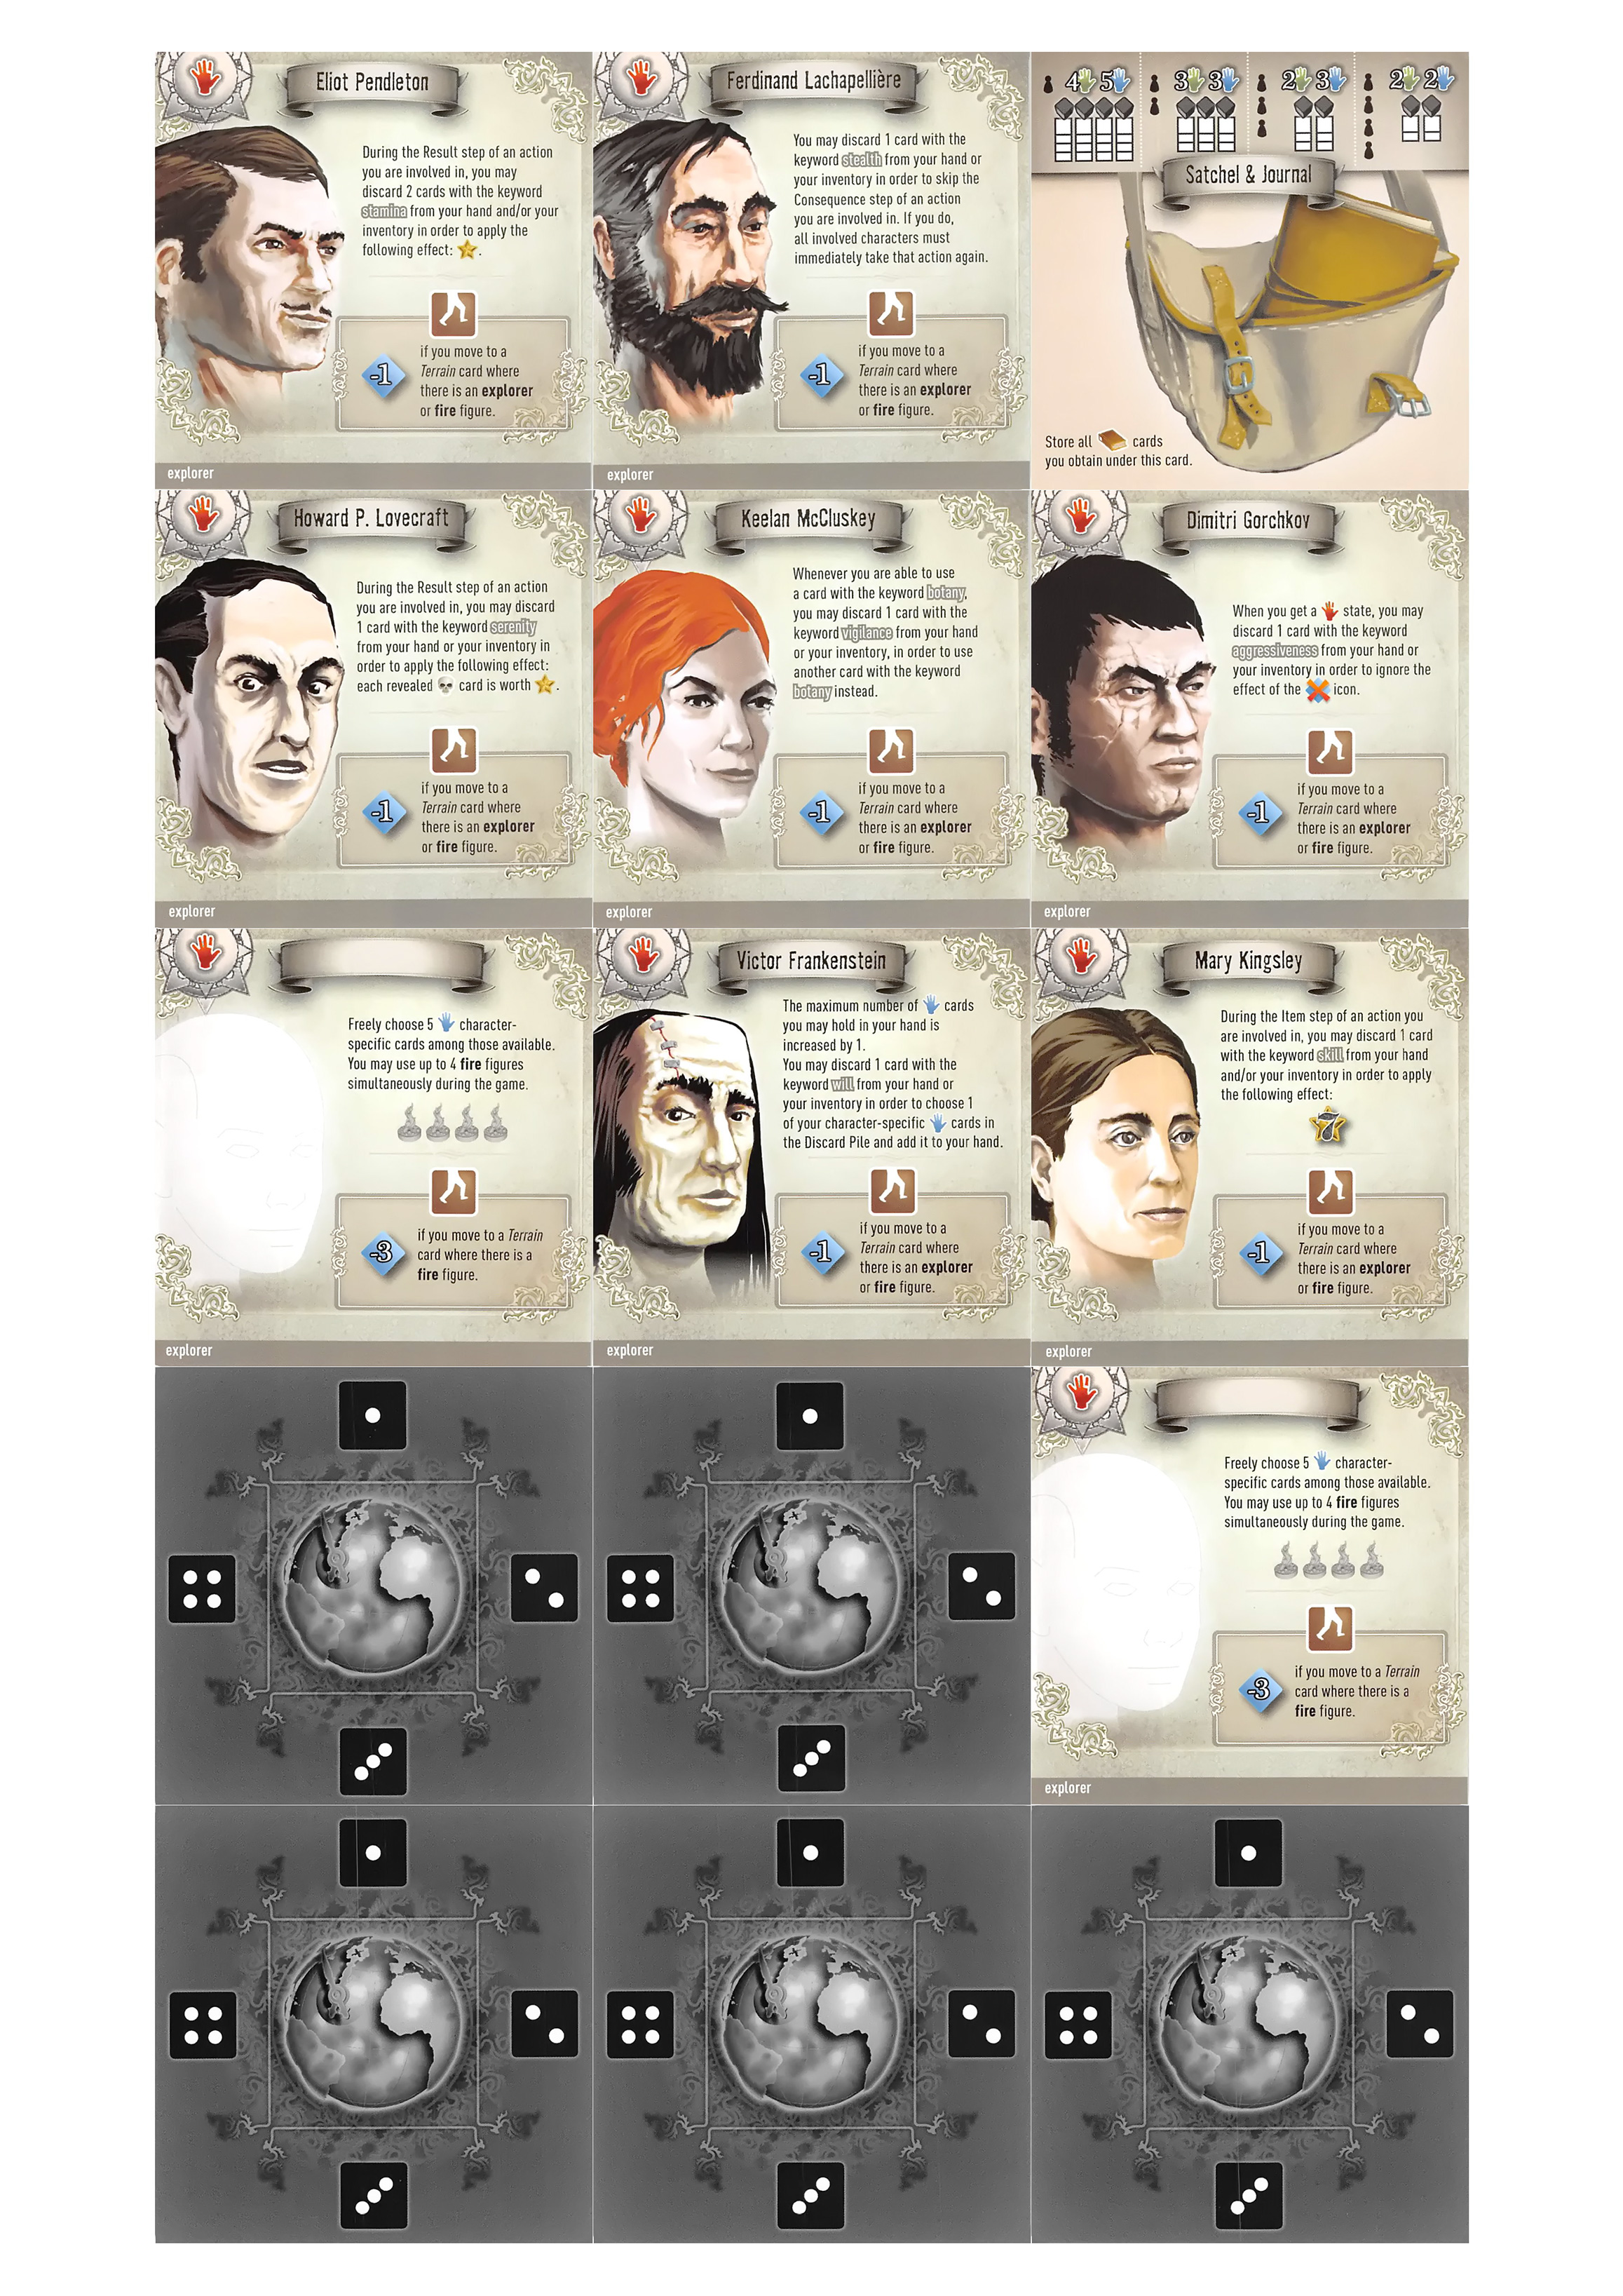 Eliot Pendleton
During the Result step of an action
you are involved in, you may
discard 2 cards with the keyword
stamina from your hand and/or your
inventory in order to apply the
following effect: .
-1
if you move to a
Terrain card where
there is an explorer
or fire figure.
explorer
Ferdinand Lachapellière
You may discard 1 card with the
keyword stealth from your hand or
your inventory in order to skip the
Consequence step of an action
you are involved in. If you do,
all involved characters must
immediately take that action again.
-1
if you move to a
Terrain card where
there is an explorer
or fire figure.
explorer
4 5 3 3 2 3 2 2
Satchel & Journal
Store all cards
you obtain under this card.
Howard P. Lovecraft
During the Result step of an action
you are involved in, you may discard
1 card with the keyword serenity
from your hand or your inventory in
order to apply the following effect:
each revealed card is worth .
-1
if you move to a
Terrain card where
there is an explorer
or fire figure.
explorer
Keelan McCluskey
Whenever you are able to use
a card with the keyword botany,
you may discard 1 card with the
keyword vigilance from your hand
or your inventory, in order to use
another card with the keyword
botany instead.
-1
if you move to a
Terrain card where
there is an explorer
or fire figure.
explorer
Dimitri Gorchkov
When you get a state, you may
discard 1 card with the keyword
aggressiveness from your hand or
your inventory in order to ignore the
effect of the icon.
-1
if you move to a
Terrain card where
there is an explorer
or fire figure.
explorer
Freely choose 5 character-
specific cards among those available.
You may use up to 4 fire figures
simultaneously during the game.
-3
if you move to a Terrain
card where there is a
fire figure.
explorer
Victor Frankenstein
The maximum number of cards
you may hold in your hand is
increased by 1.
You may discard 1 card with the
keyword will from your hand or
your inventory in order to choose 1
of your character-specific cards in
the Discard Pile and add it to your hand.
-1
if you move to a
Terrain card where
there is an explorer
or fire figure.
explorer
Mary Kingsley
During the Item step of an action you
are involved in, you may discard 1 card
with the keyword skill from your hand
and/or your inventory in order to apply
the following effect:
7
-1
if you move to a
Terrain card where
there is an explorer
or fire figure.
explorer
Freely choose 5 character-
specific cards among those available.
You may use up to 4 fire figures
simultaneously during the game.
-3
if you move to a Terrain
card where there is a
fire figure.
explorer